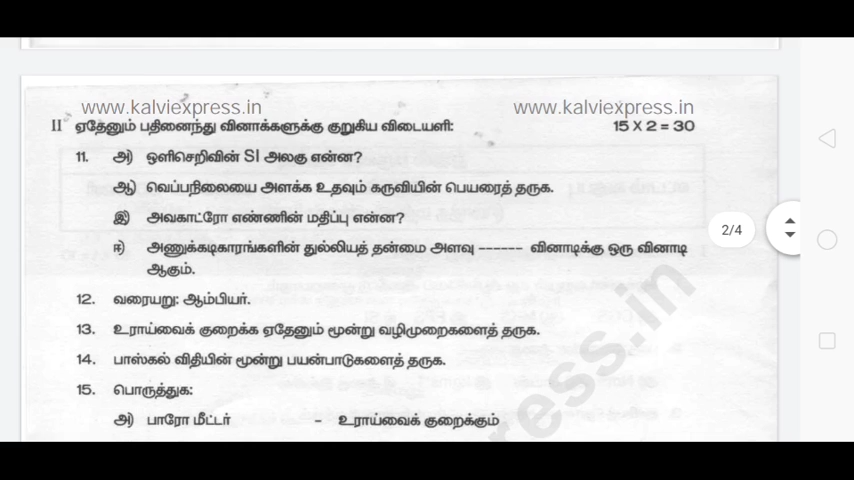 www.kalviexpress.in www.kalviexpress.in
II ஏதேனும் பதினைந்து வினாக்களுக்கு குறுகிய விடையளி: 15 X 2 = 30
11. அ) ஒளிசெறிவின் SI அலகு என்ன?
ஆ) வெப்பநிலையை அளக்க உதவும் கருவியின் பெயரைத் தருக.
இ) அவகாட்ரோ எண்ணின் மதிப்பு என்ன?
ஈ) அணுக்கடிகாரங்களின் துல்லியத் தன்மை அளவு ------ வினாடிக்கு ஒரு வினாடி
ஆகும்.
12. வரையறு: ஆம்பியர்.
13. உராய்வைக் குறைக்க ஏதேனும் மூன்று வழிமுறைகளைத் தருக.
14. பாஸ்கல் விதியின் மூன்று பயன்பாடுகளைத் தருக.
15. பொருத்துக:
அ) பாரோ மீட்டர் - உராய்வைக் குறைக்கும்
2/4
ress.in